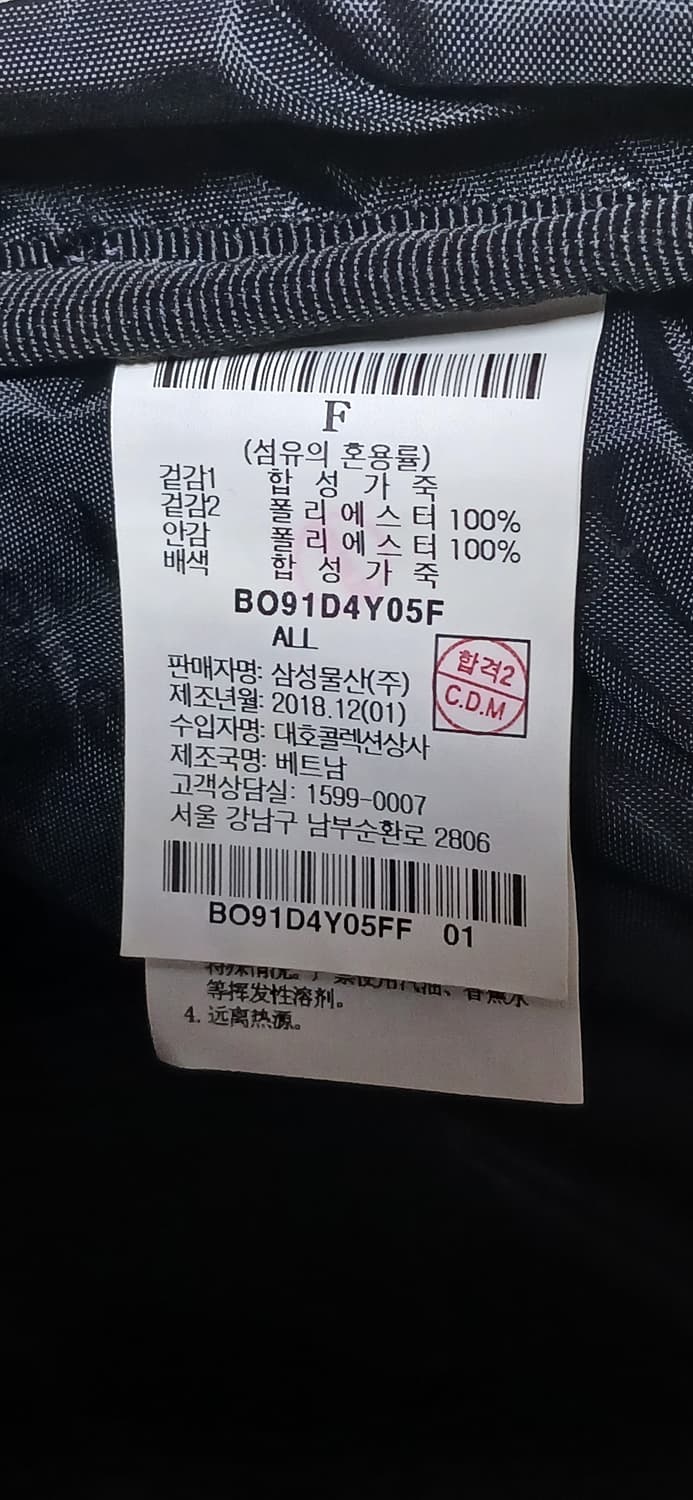 F
(섬유의 혼용률)
겉감1 합 성 가 죽
겉감2 폴 리 에 스 터 100%
안감 폴 리 에 스 터 100%
배색 합 성 가 죽
BO91D4Y05F
ALL
합격2
C.D.M
판매자명: 삼성물산(주)
제조년월: 2018.12(01)
수입자명: 대호콜렉션상사
제조국명: 베트남
고객상담실: 1599-0007
서울 강남구 남부순환로 2806
BO91D4Y05FF 01
等挥发性溶剂。
4. 远离热源。